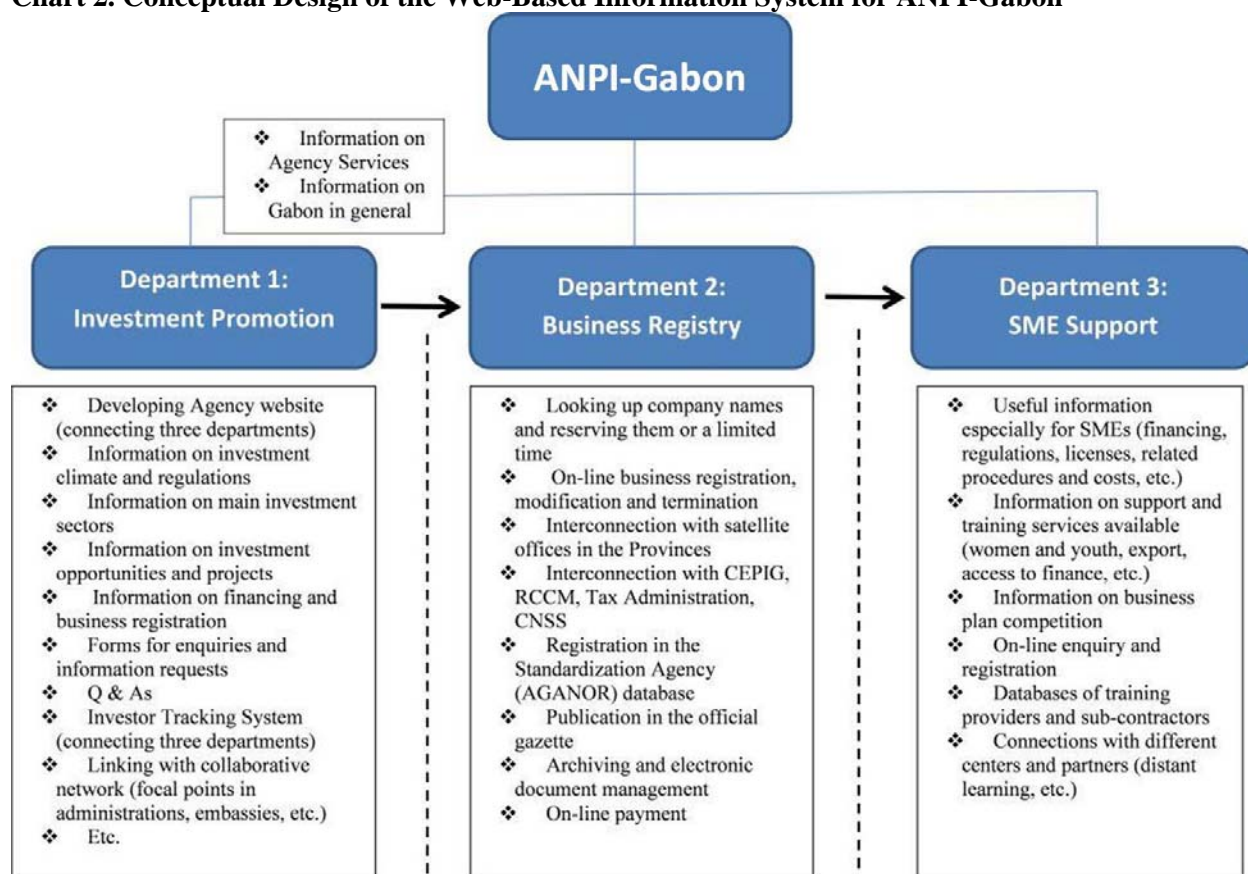 Chart 2. Conceptual Design of the Web-Based Information System for ANPI-Gabon
ANPI-Gabon
❖ Information on
Agency Services
❖ Information on
Gabon in general
Department 1:
Investment Promotion
❖ Developing Agency website
(connecting three departments)
❖ Information on investment
climate and regulations
❖ Information on main investment
sectors
❖ Information on investment
opportunities and projects
❖ Information on financing and
business registration
❖ Forms for enquiries and
information requests
❖ Q & As
❖ Investor Tracking System
(connecting three departments)
❖ Linking with collaborative
network (focal points in
administrations, embassies, etc.)
❖ Etc.
Department 2:
Business Registry
❖ Looking up company names
and reserving them or a limited
time
❖ On-line business registration,
modification and termination
❖ Interconnection with satellite
offices in the Provinces
❖ Interconnection with CEPIG,
RCCM, Tax Administration,
CNSS
❖ Registration in the
Standardization Agency
(AGANOR) database
❖ Publication in the official
gazette
❖ Archiving and electronic
document management
❖ On-line payment
Department 3:
SME Support
❖ Useful information
especially for SMEs (financing,
regulations, licenses, related
procedures and costs, etc.)
❖ Information on support and
training services available
(women and youth, export,
access to finance, etc.)
❖ Information on business
plan competition
❖ On-line enquiry and
registration
❖ Databases of training
providers and sub-contractors
❖ Connections with different
centers and partners (distant
learning, etc.)